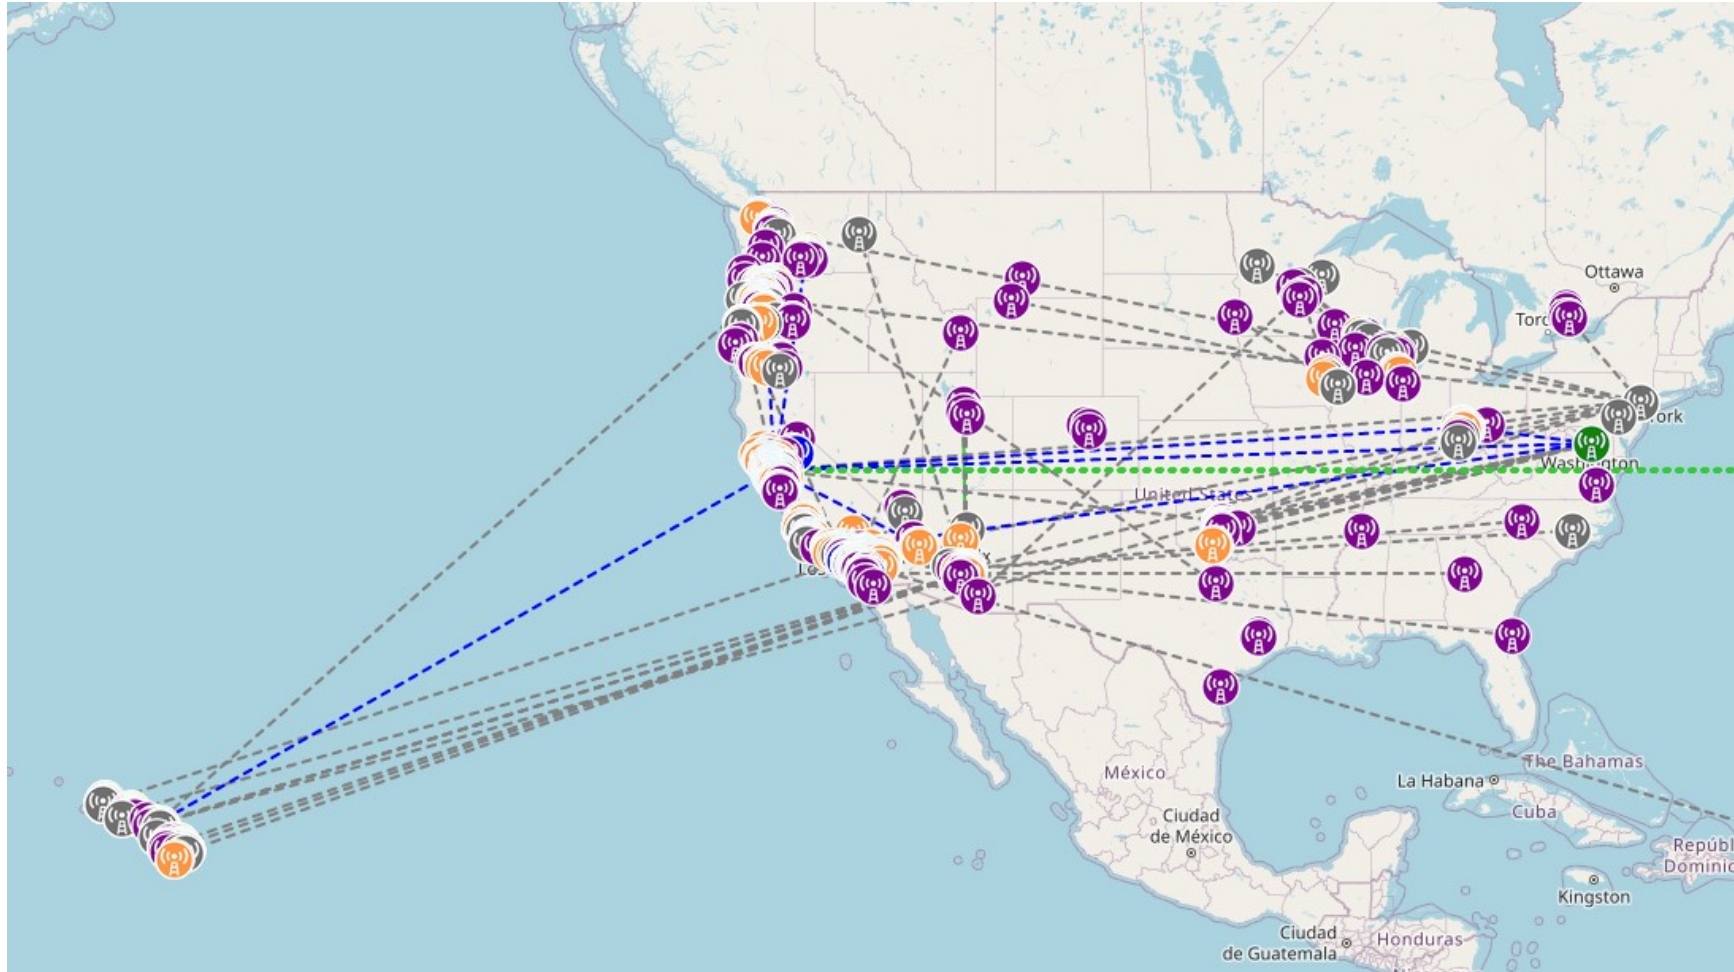 Ottawa
Toro
York
Washington
United States
Los
x
The Bahamas
La Habana
México
Cuba
Ciudad
de México
Repúbl
Dominic
Kingston
Ciudad
de Guatemala
Honduras